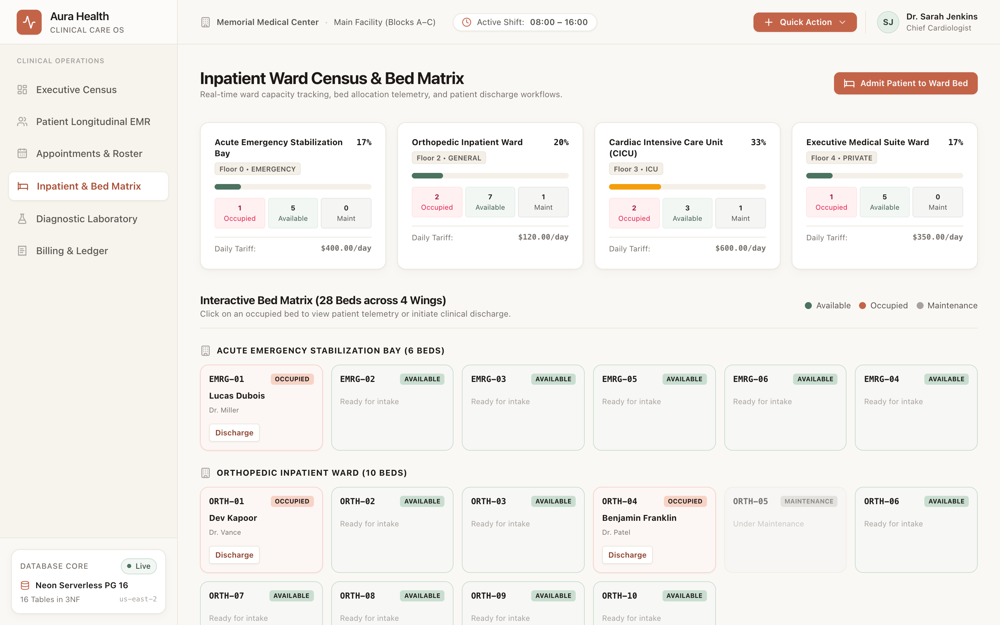 Aura Health
CLINICAL CARE OS
Memorial Medical Center • Main Facility (Blocks A–C)
Active Shift: 08:00 – 16:00
Quick Action
SJ
Dr. Sarah Jenkins
Chief Cardiologist
CLINICAL OPERATIONS
Executive Census
Patient Longitudinal EMR
Appointments & Roster
Inpatient & Bed Matrix
Diagnostic Laboratory
Billing & Ledger
DATABASE CORE
Live
Neon Serverless PG 16
16 Tables in 3NF
us-east-2
Inpatient Ward Census & Bed Matrix
Real-time ward capacity tracking, bed allocation telemetry, and patient discharge workflows.
Admit Patient to Ward Bed
Acute Emergency Stabilization
Bay
17%
Floor 0 • EMERGENCY
1
Occupied
5
Available
0
Maint
Daily Tariff:
$400.00/day
Orthopedic Inpatient Ward
20%
Floor 2 • GENERAL
2
Occupied
7
Available
1
Maint
Daily Tariff:
$120.00/day
Cardiac Intensive Care Unit
(CICU)
33%
Floor 3 • ICU
2
Occupied
3
Available
1
Maint
Daily Tariff:
$600.00/day
Executive Medical Suite Ward
17%
Floor 4 • PRIVATE
1
Occupied
5
Available
0
Maint
Daily Tariff:
$350.00/day
Interactive Bed Matrix (28 Beds across 4 Wings)
Click on an occupied bed to view patient telemetry or initiate clinical discharge.
Available
Occupied
Maintenance
ACUTE EMERGENCY STABILIZATION BAY (6 BEDS)
EMRG-01
OCCUPIED
Lucas Dubois
Dr. Miller
Discharge
EMRG-02
AVAILABLE
Ready for intake
EMRG-03
AVAILABLE
Ready for intake
EMRG-05
AVAILABLE
Ready for intake
EMRG-06
AVAILABLE
Ready for intake
EMRG-04
AVAILABLE
Ready for intake
ORTHOPEDIC INPATIENT WARD (10 BEDS)
ORTH-01
OCCUPIED
Dev Kapoor
Dr. Vance
Discharge
ORTH-02
AVAILABLE
Ready for intake
ORTH-03
AVAILABLE
Ready for intake
ORTH-04
OCCUPIED
Benjamin Franklin
Dr. Patel
Discharge
ORTH-05
MAINTENANCE
Under Maintenance
ORTH-06
AVAILABLE
Ready for intake
ORTH-07
AVAILABLE
Ready for intake
ORTH-08
AVAILABLE
Ready for intake
ORTH-09
AVAILABLE
Ready for intake
ORTH-10
AVAILABLE
Ready for intake